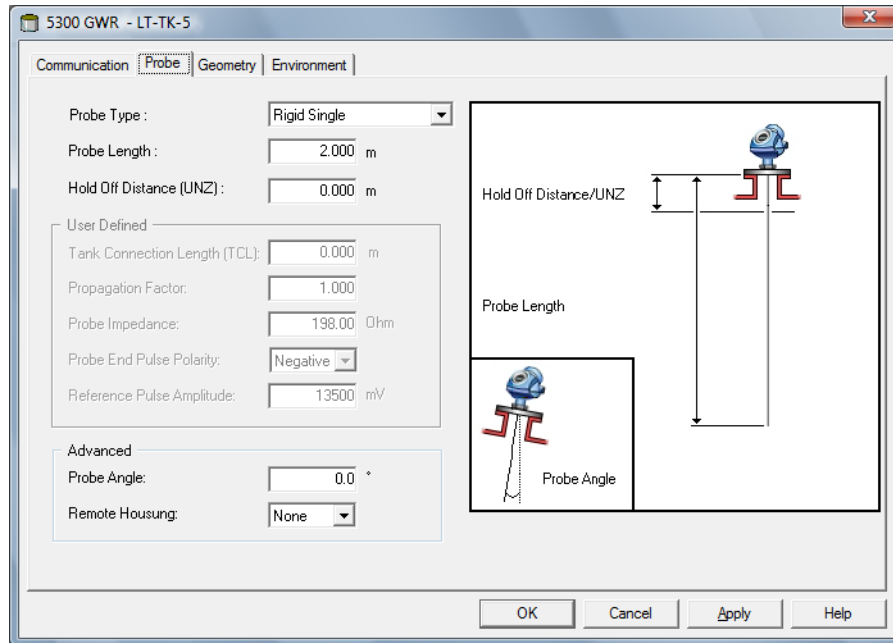 5300 GWR - LT-TK-5
Communication Probe Geometry Environment
Probe Type : Rigid Single
Probe Length : 2.000 m
Hold Off Distance (UNZ) : 0.000 m
User Defined
Tank Connection Length (TCL): 0.000 m
Propagation Factor: 1.000
Probe Impedance: 198.00 Ohm
Probe End Pulse Polarity: Negative
Reference Pulse Amplitude: 13500 mV
Advanced
Probe Angle: 0.0 °
Remote Housung: None
Hold Off Distance/UNZ
Probe Length
Probe Angle
OK Cancel Apply Help